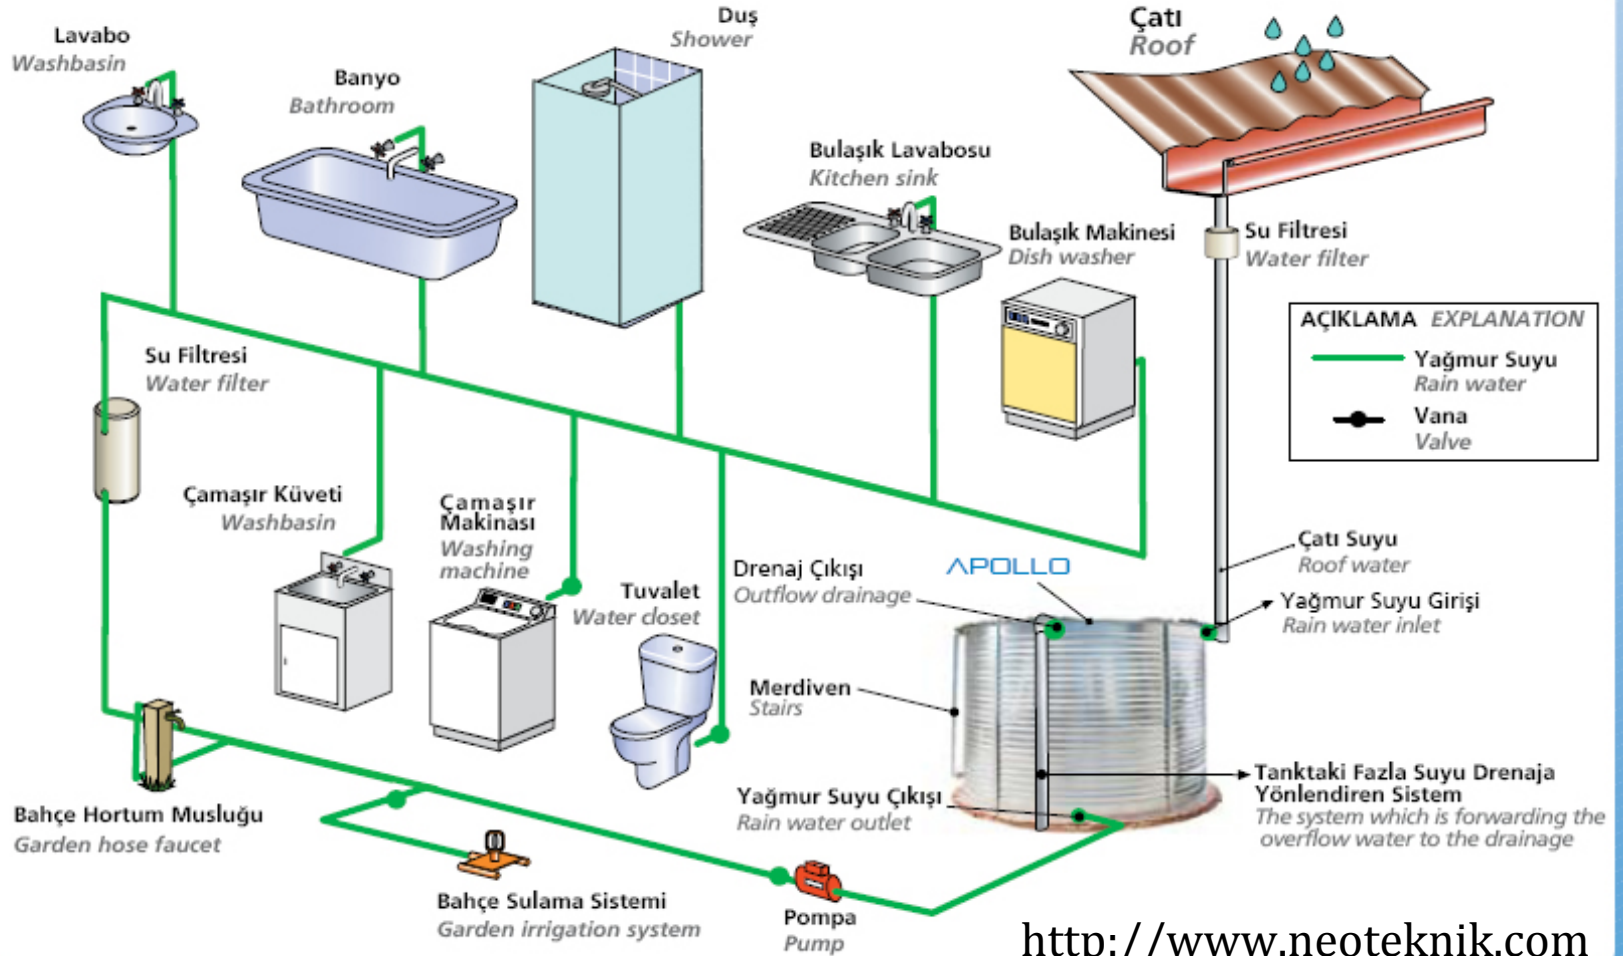 Lavabo
Washbasin
Banyo
Bathroom
Duş
Shower
Çatı
Roof
Bulaşık Lavabosu
Kitchen sink
Bulaşık Makinesi
Dish washer
Su Filtresi
Water filter
AÇIKLAMA EXPLANATION
Yağmur Suyu
Rain water
Vana
Valve
Su Filtresi
Water filter
Çamaşır Küveti
Washbasin
Çamaşır
Makinası
Washing
machine
Tuvalet
Water closet
Drenaj Çıkışı
Outflow drainage
APOLLO
Çatı Suyu
Roof water
Yağmur Suyu Girişi
Rain water inlet
Merdiven
Stairs
Yağmur Suyu Çıkışı
Rain water outlet
Tanktaki Fazla Suyu Drenaja
Yönlendiren Sistem
The system which is forwarding the
overflow water to the drainage
Bahçe Hortum Musluğu
Garden hose faucet
Bahçe Sulama Sistemi
Garden irrigation system
Pompa
Pump
http://www.neoteknik.com